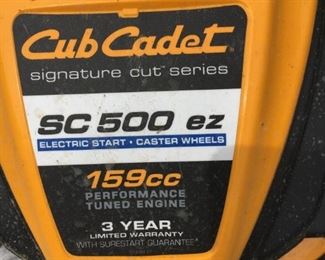 Cub Cadet
signature cut™ series
SC 500 ez
ELECTRIC START • CASTER WHEELS
159cc
PERFORMANCE
TUNED ENGINE
3 YEAR
LIMITED WARRANTY
WITH SURESTART GUARANTEE*